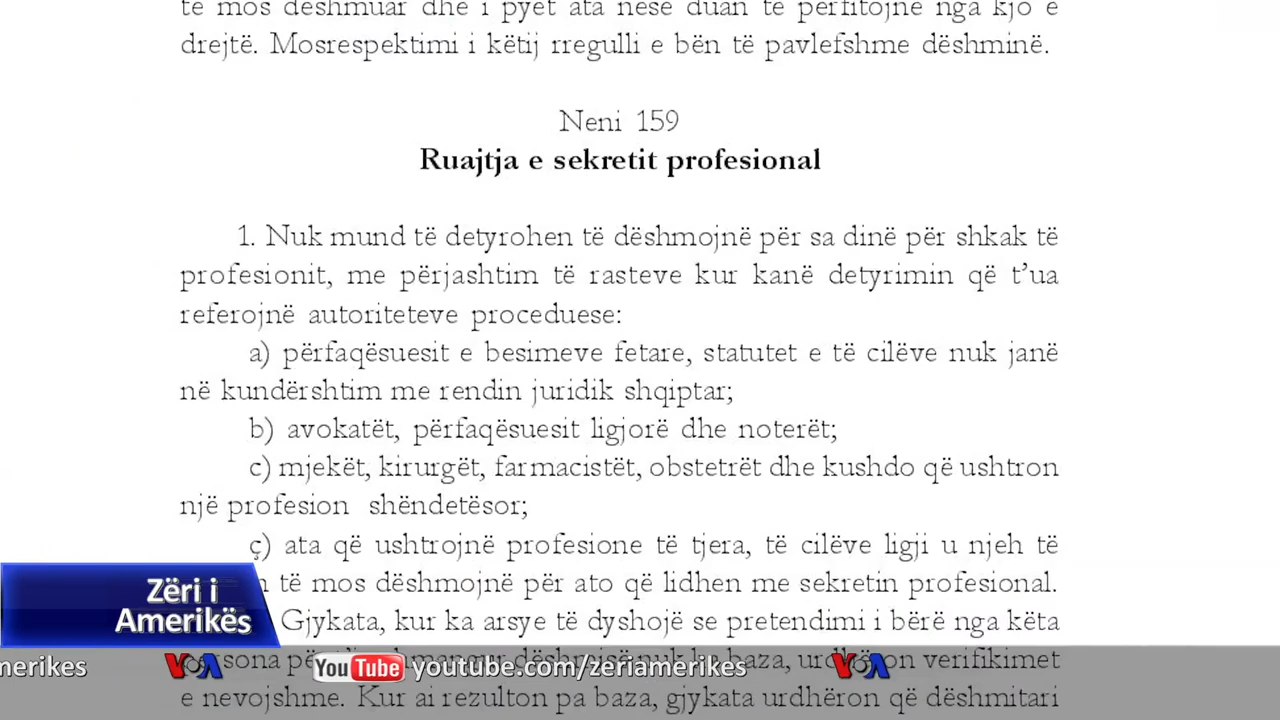 të mos dëshmuar dhe i pyet ata nëse duan të përfitojnë nga kjo e
drejtë. Mosrespektimi i këtij rregulli e bën të pavlefshme dëshminë.
Neni 159
Ruajtja e sekretit profesional
1. Nuk mund të detyrohen të dëshmojnë për sa dinë për shkak të
profesionit, me përjashtim të rasteve kur kanë detyrimin që t’ua
referojnë autoriteteve proceduese:
a) përfaqësuesit e besimeve fetare, statutet e të cilëve nuk janë
në kundërshtim me rendin juridik shqiptar;
b) avokatët, përfaqësuesit ligjorë dhe noterët;
c) mjekët, kirurgët, farmacistët, obstetrët dhe kushdo që ushtron
një profesion shëndetësor;
ç) ata që ushtrojnë profesione të tjera, të cilëve ligji u njeh të
të mos dëshmojnë për ato që lidhen me sekretin profesional.
Gjykata, kur ka arsye të dyshojë se pretendimi i bërë nga këta
baza, verifikimet
e nevojshme. Kur ai rezulton pa baza, gjykata urdhëron që dëshmitari
Zëri i
Amerikës
merikes VOA YouTube youtube.com/zeriamerikes VOA